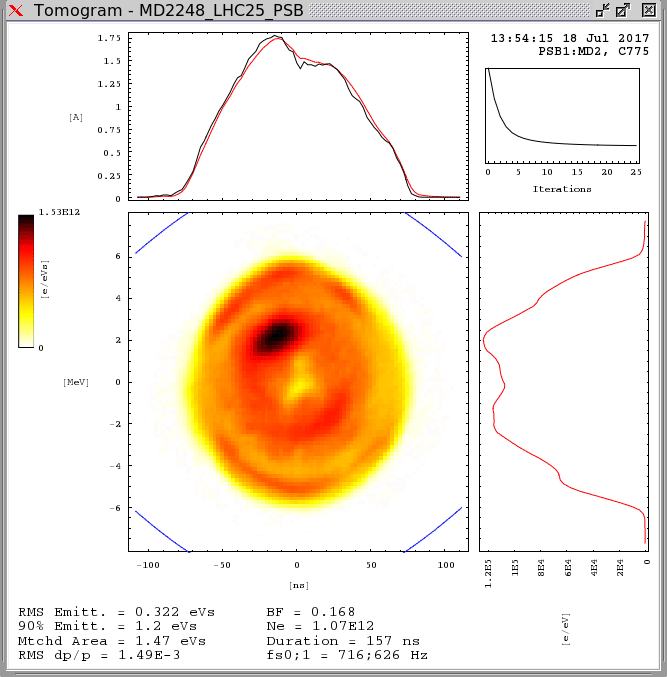 Tomogram - MD2248_LHC25_PSB
13:54:15 18 Jul 2017
PSB1:MD2, C775
1.75
1.5
1.25
1
0.75
0.5
0.25
0
[A]
0 5 10 15 20 25
Iterations
1.53E12
[e/eVs]
0
6
4
2
0
-2
-4
-6
[MeV]
-100 -50 0 50 100
[ns]
1.2E5 1E5 8E4 6E4 4E4 2E4 0
[e/eV]
RMS Emitt. = 0.322 eVs
90% Emitt. = 1.2 eVs
Mtchd Area = 1.47 eVs
RMS dp/p = 1.49E-3
BF = 0.168
Ne = 1.07E12
Duration = 157 ns
fs0;1 = 716;626 Hz